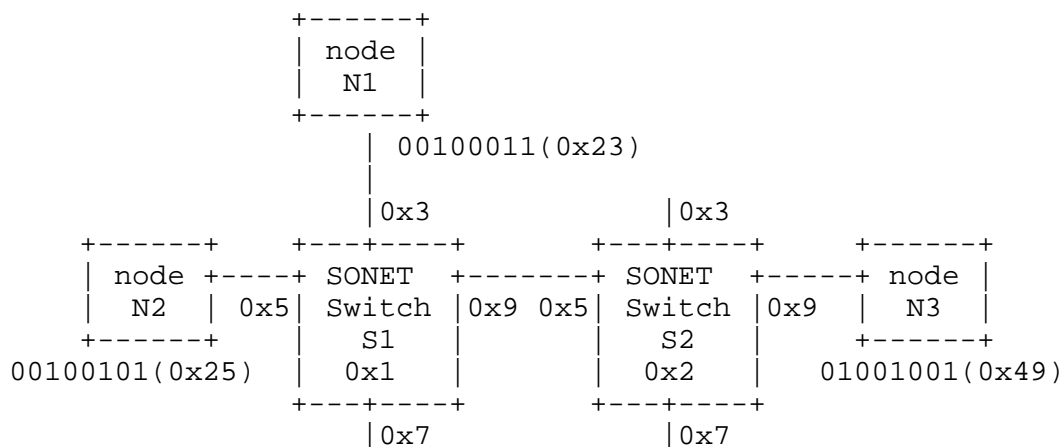 +------+
| node |
| N1 |
+------+
| 00100011(0x23)
|
|0x3 |0x3
+------+ +---+----+ +---+----+ +------+
| node +----+ SONET +-------+ SONET +-----+ node |
| N2 | 0x5| Switch |0x9 0x5| Switch |0x9 | N3 |
+------+ | S1 | | S2 | +------+
00100101(0x25) | 0x1 | | 0x2 | 01001001(0x49)
+---+----+ +---+----+
|0x7 |0x7